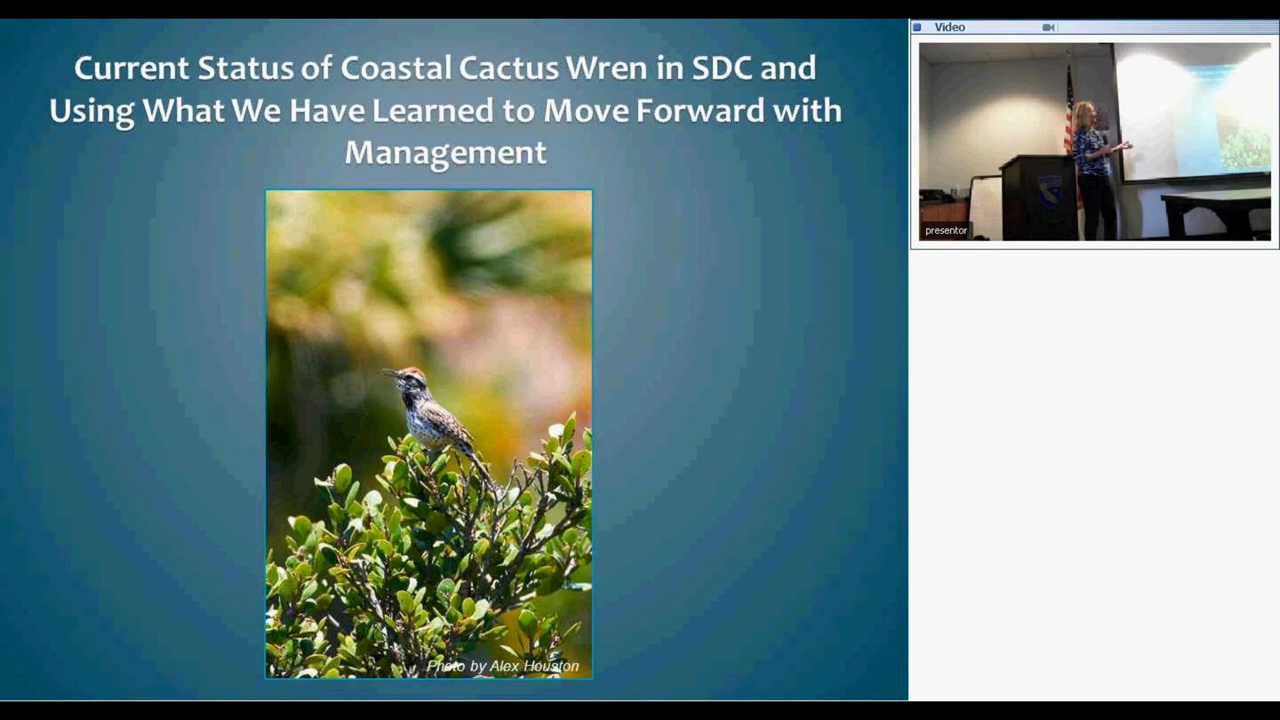 Current Status of Coastal Cactus Wren in SDC and
Using What We Have Learned to Move Forward with
Management
Photo by Alex Houston
Video
presentor